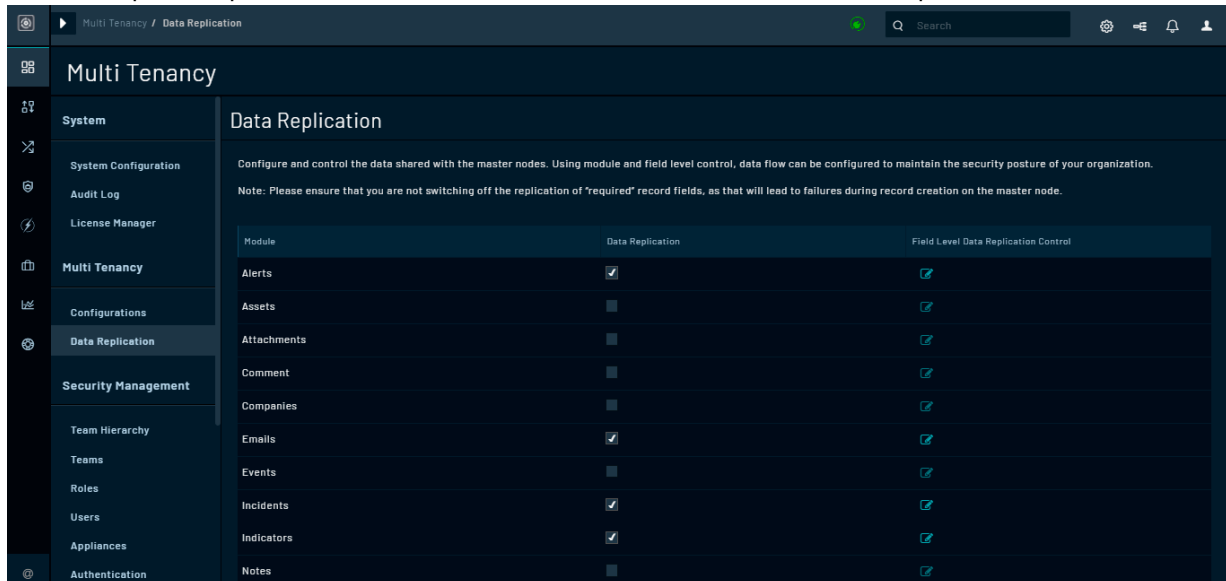 Multi Tenancy / Data Replication
Search
Multi Tenancy
System
System Configuration
Audit Log
License Manager
Multi Tenancy
Configurations
Data Replication
Security Management
Team Hierarchy
Teams
Roles
Users
Appliances
Authentication
@
Data Replication
Configure and control the data shared with the master nodes. Using module and field level control, data flow can be configured to maintain the security posture of your organization.
Note: Please ensure that you are not switching off the replication of "required" record fields, as that will lead to failures during record creation on the master node.
Module Data Replication Field Level Data Replication Control
Alerts
Assets
Attachments
Comment
Companies
Emails
Events
Incidents
Indicators
Notes